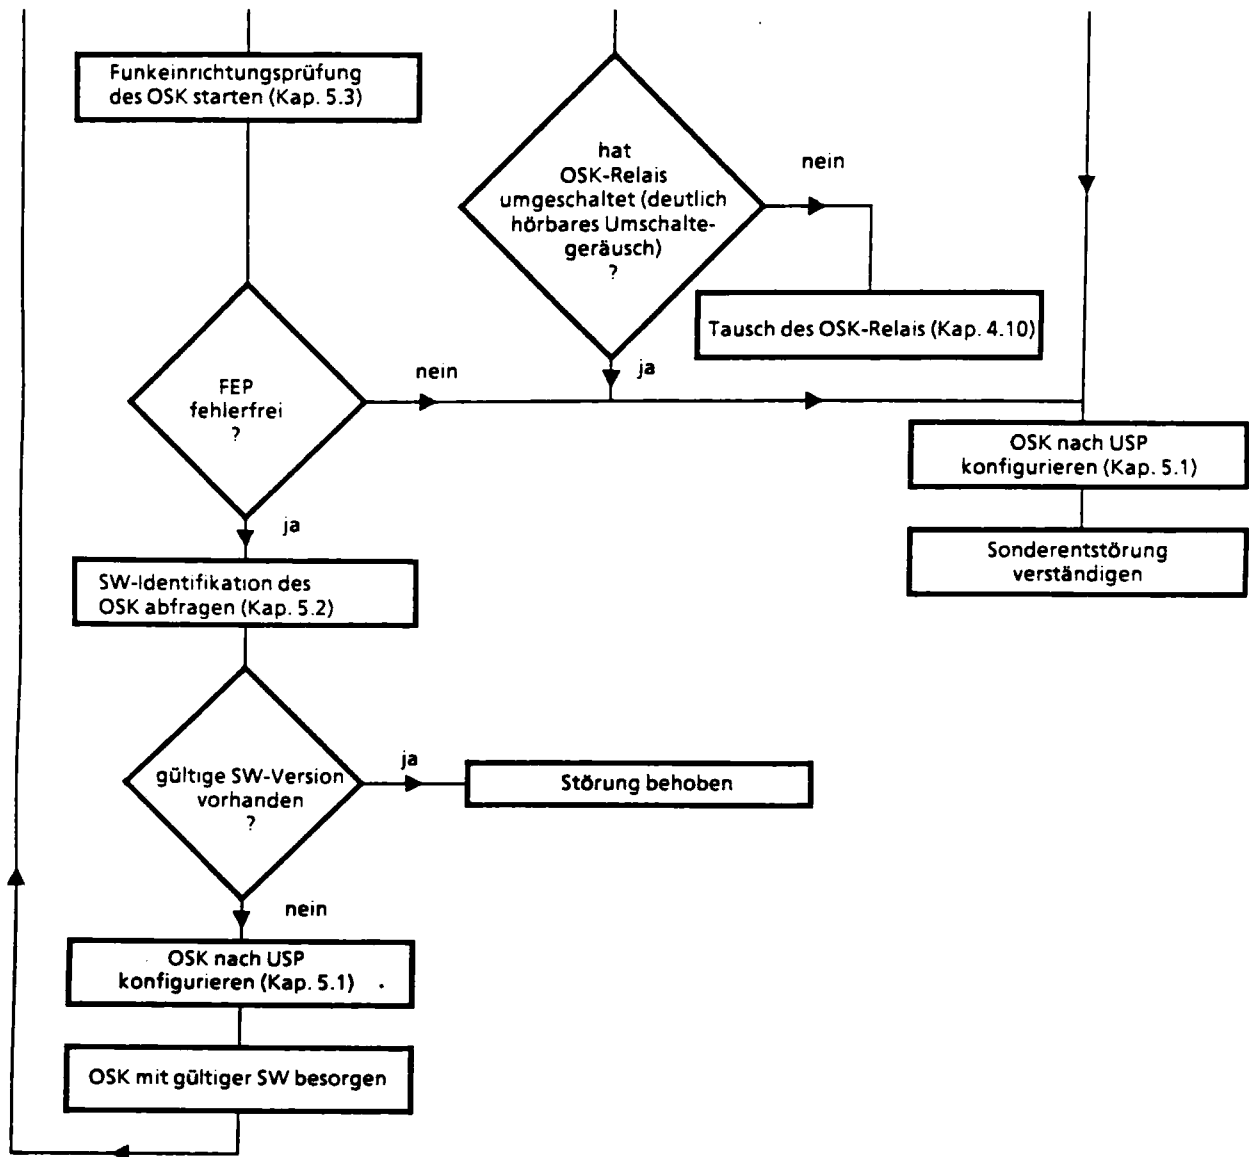 Funkeinrichtungsprüfung
des OSK starten (Kap. 5.3)
hat
OSK-Relais
umgeschaltet (deutlich
hörbares Umschalte-
geräusch)
?
nein
Tausch des OSK-Relais (Kap. 4.10)
ja
FEP
fehlerfrei
?
nein
OSK nach USP
konfigurieren (Kap. 5.1)
Sonderentstörung
verständigen
ja
SW-Identifikation des
OSK abfragen (Kap. 5.2)
gültige SW-Version
vorhanden
?
ja
Störung behoben
nein
OSK nach USP
konfigurieren (Kap. 5.1)
OSK mit gültiger SW besorgen